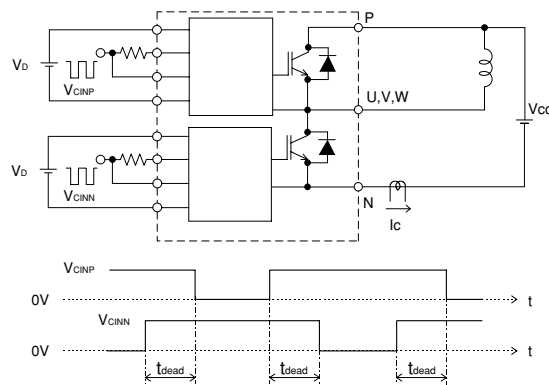 P
VD
VCINP
U,V,W
VCC
VD
VCINN
N
IC
VCINP
0V
t
VCINN
0V
t
tdead
tdead
tdead